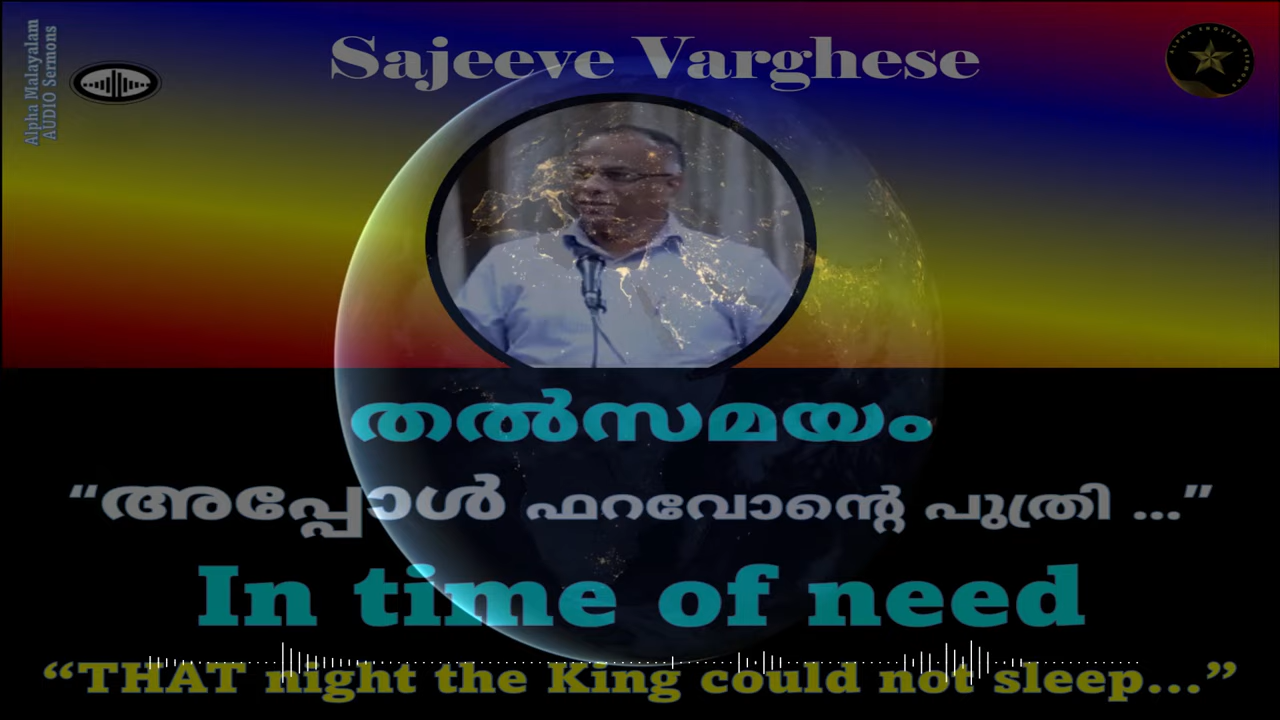 Alpha Malayalam
AUDIO Sermons
Sajeeve Varghese
തൽസമയം
“അപ്പോൾ ഫറവോന്റെ പുത്രി ...”
In time of need
“THAT night the King could not sleep...”